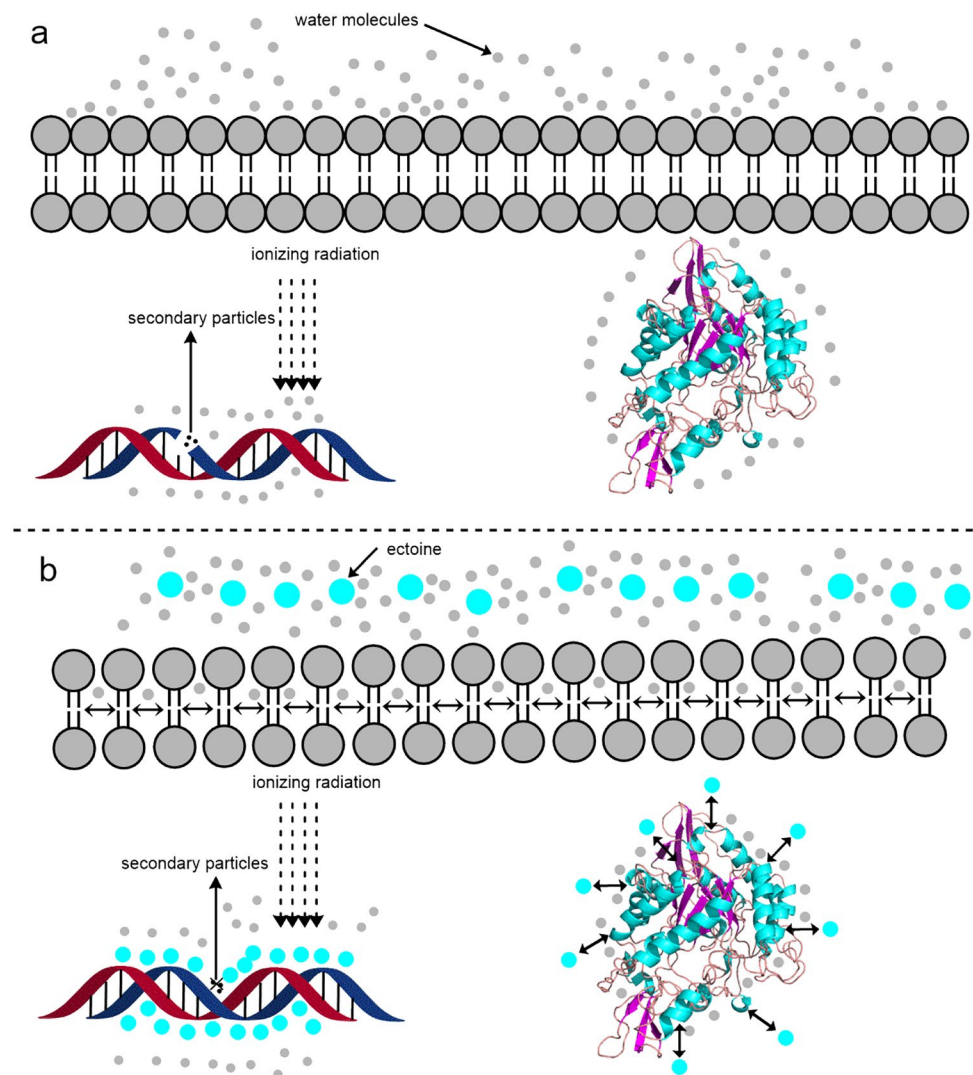 a
water molecules
ionizing radiation
secondary particles
b
ectoine
ionizing radiation
secondary particles